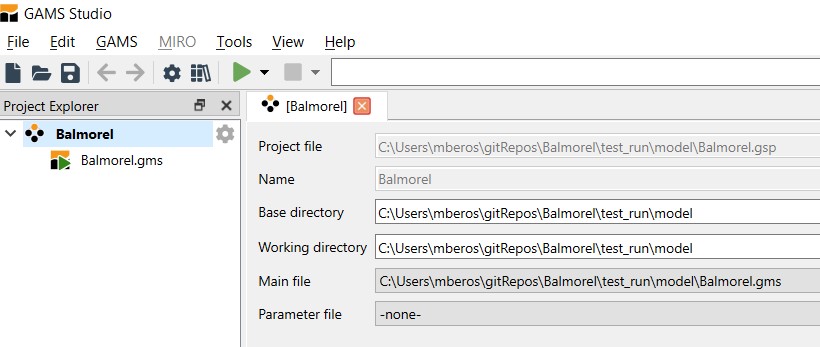 GAMS Studio
File Edit GAMS MIRO Tools View Help
Project Explorer
[Balmorel]
Balmorel
Balmorel.gms
Project file C:\Users\mberos\gitRepos\Balmorel\test_run\model\Balmorel.gsp
Name Balmorel
Base directory C:\Users\mberos\gitRepos\Balmorel\test_run\model
Working directory C:\Users\mberos\gitRepos\Balmorel\test_run\model
Main file C:\Users\mberos\gitRepos\Balmorel\test_run\model\Balmorel.gms
Parameter file -none-